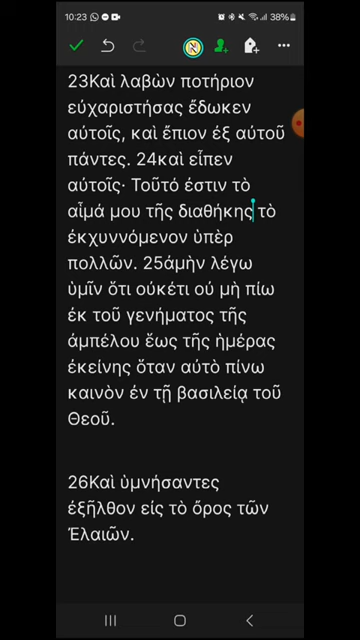 10:23
38%
23Καὶ λαβὼν ποτήριον
εὐχαριστήσας ἔδωκεν
αὐτοῖς, καὶ ἔπιον ἐξ αὐτοῦ
πάντες. 24καὶ εἶπεν
αὐτοῖς· Τοῦτό ἐστιν τὸ
αἷμά μου τῆς διαθήκης τὸ
ἐκχυννόμενον ὑπὲρ
πολλῶν. 25ἀμὴν λέγω
ὑμῖν ὅτι οὐκέτι οὐ μὴ πίω
ἐκ τοῦ γενήματος τῆς
ἀμπέλου ἕως τῆς ἡμέρας
ἐκείνης ὅταν αὐτὸ πίνω
καινὸν ἐν τῇ βασιλείᾳ τοῦ
Θεοῦ.
26Καὶ ὑμνήσαντες
ἐξῆλθον εἰς τὸ ὄρος τῶν
Ἐλαιῶν.